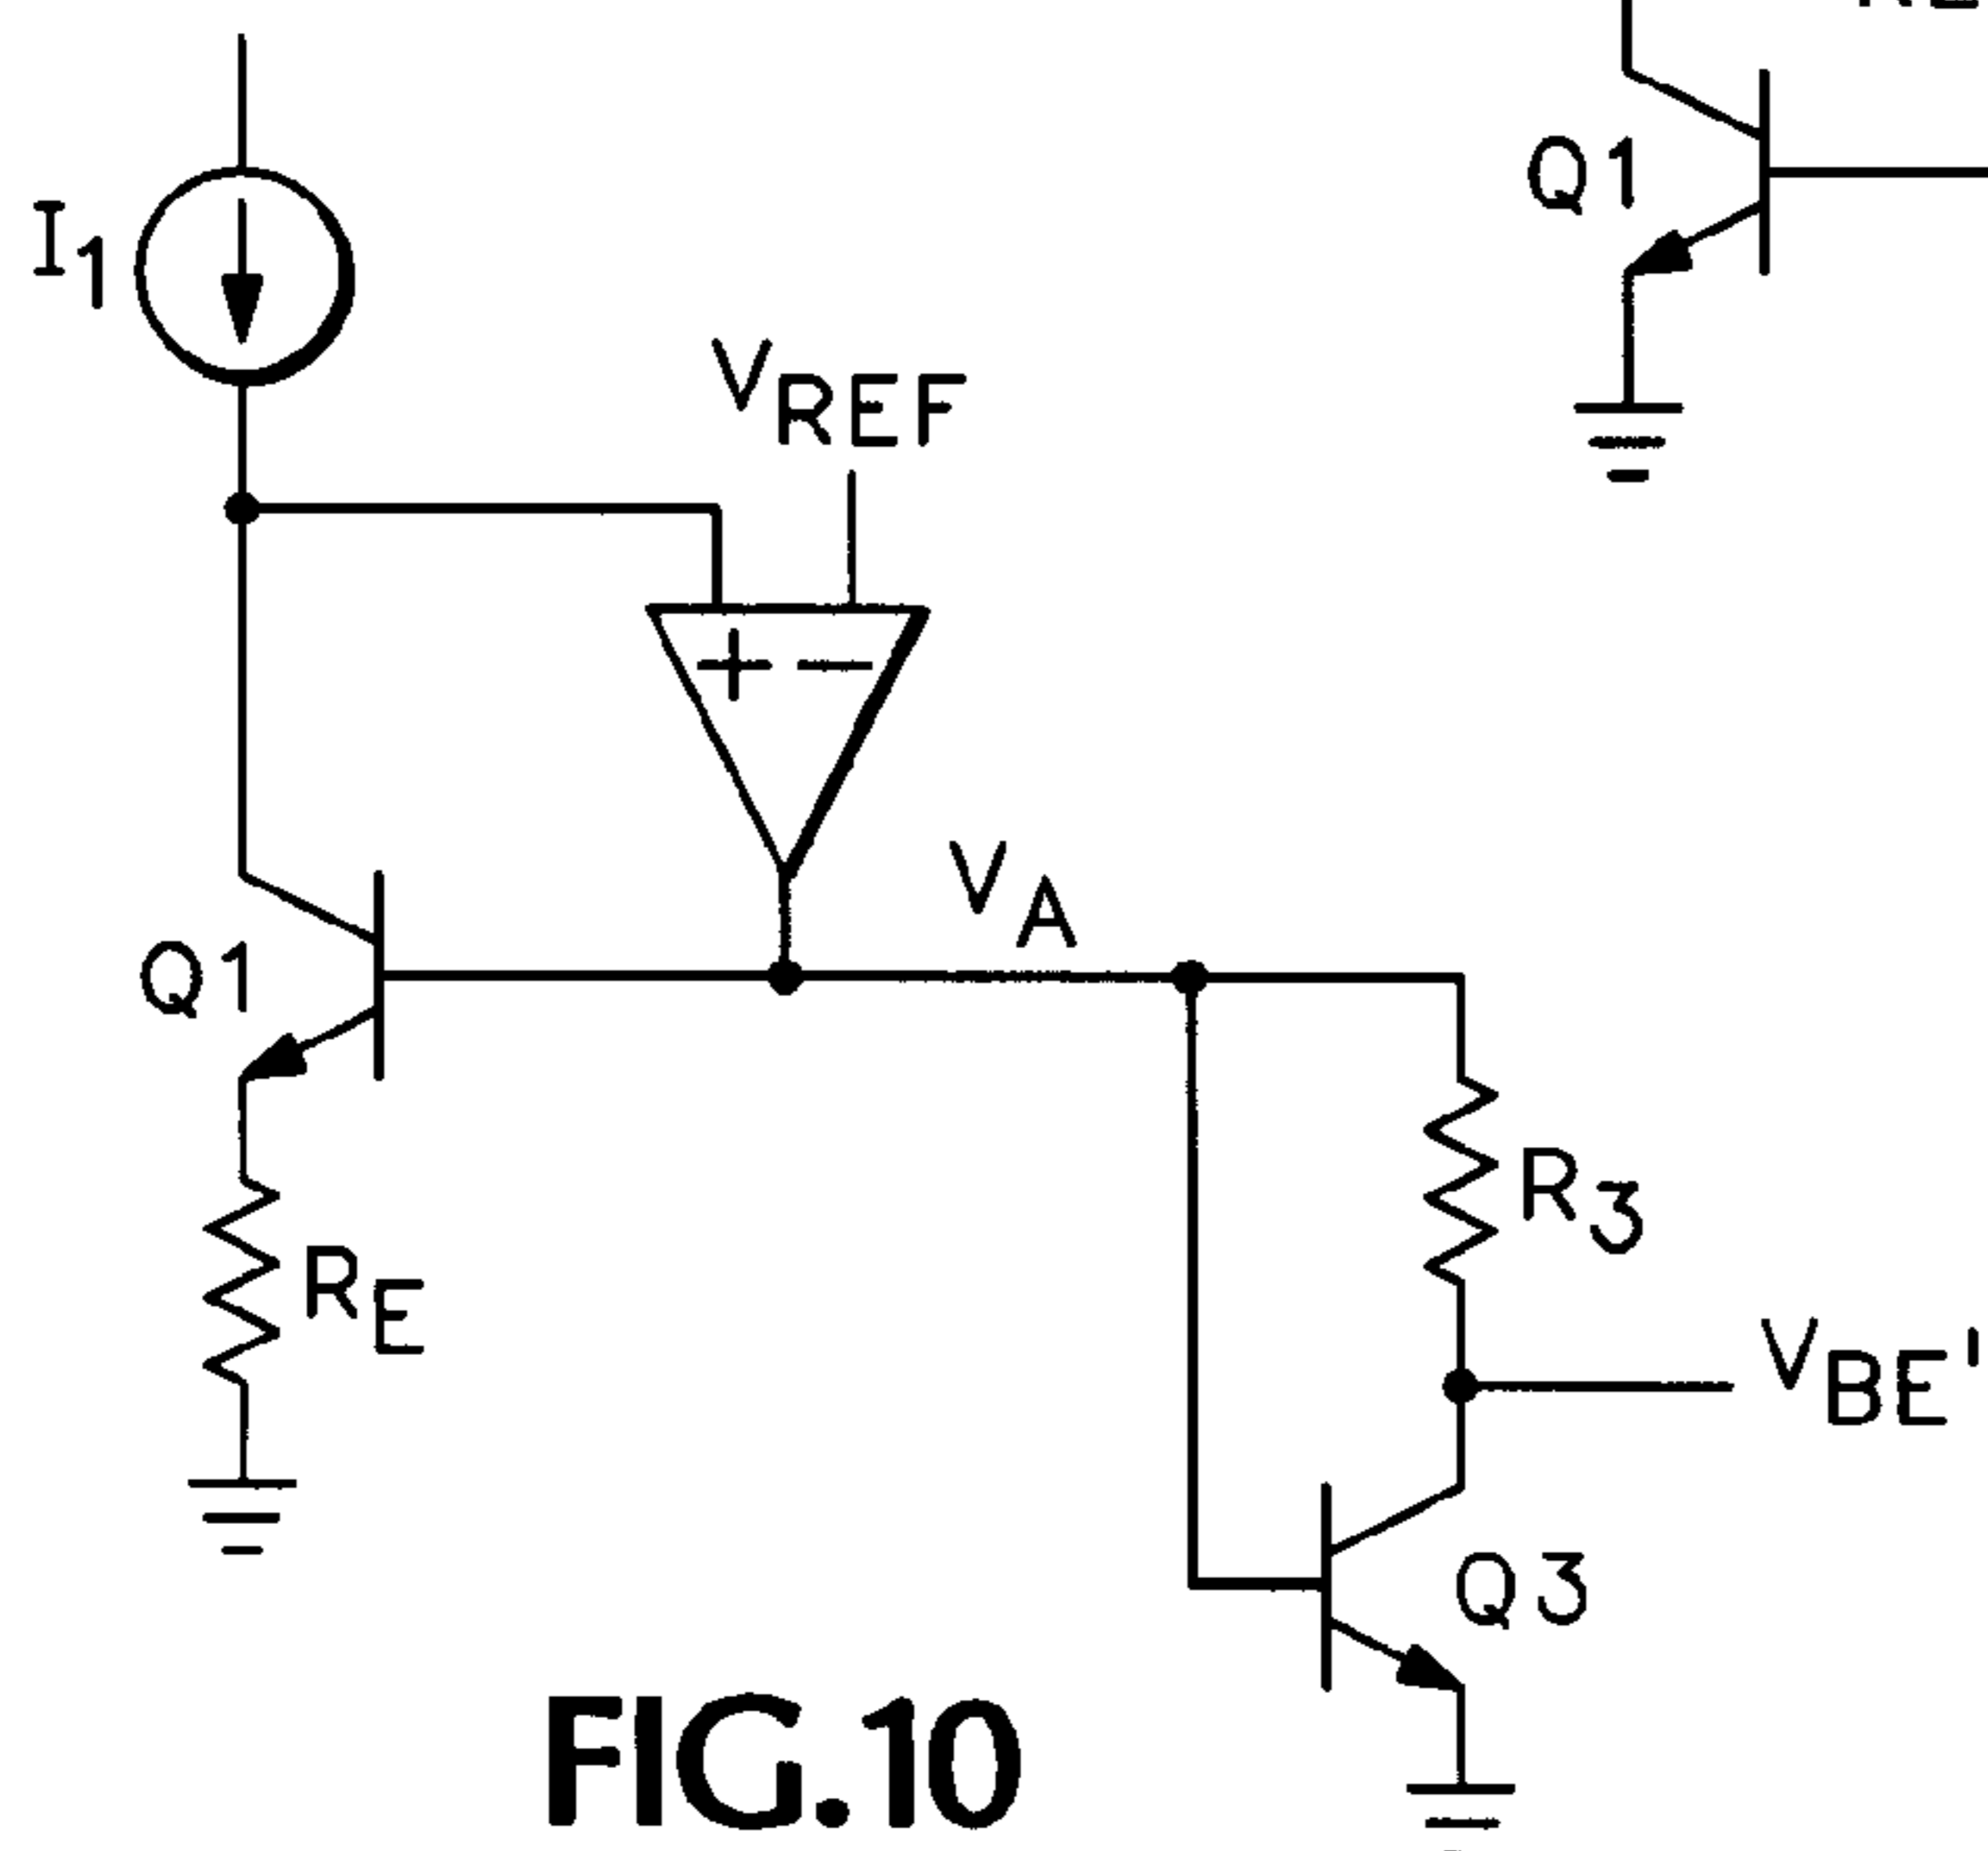 Q1
I1
VREF
+ −
VA
Q1
R3
RE
VBE'
Q3
FIG.10